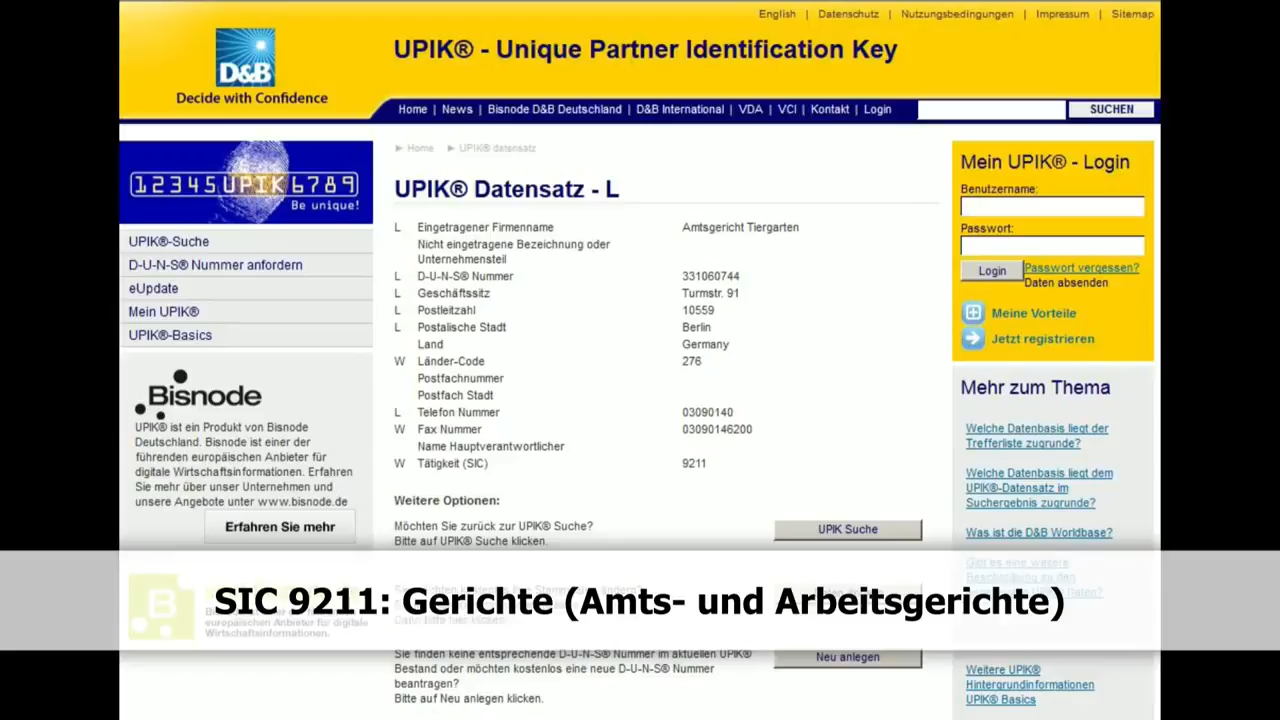 English | Datenschutz | Nutzungsbedingungen | Impressum | Sitemap
D&B
Decide with Confidence
UPIK® - Unique Partner Identification Key
Home | News | Bisnode D&B Deutschland | D&B International | VDA | VCI | Kontakt | Login
SUCHEN
12345UPIK6789
Be unique!
UPIK®-Suche
D-U-N-S® Nummer anfordern
eUpdate
Mein UPIK®
UPIK®-Basics
Bisnode
UPIK® ist ein Produkt von Bisnode
Deutschland. Bisnode ist einer der
führenden europäischen Anbieter für
digitale Wirtschaftsinformationen. Erfahren
Sie mehr über unser Unternehmen und
unsere Angebote unter www.bisnode.de
Erfahren Sie mehr
Home UPIK® datensatz
UPIK® Datensatz - L
L Eingetragener Firmenname Amtsgericht Tiergarten
Nicht eingetragene Bezeichnung oder
Unternehmensteil
L D-U-N-S® Nummer 331060744
L Geschäftssitz Turmstr. 91
L Postleitzahl 10559
L Postalische Stadt Berlin
Land Germany
W Länder-Code 276
Postfachnummer
Postfach Stadt
L Telefon Nummer 03090140
W Fax Nummer 03090146200
Name Hauptverantwortlicher
W Tätigkeit (SIC) 9211
Weitere Optionen:
Möchten Sie zurück zur UPIK® Suche?
Bitte auf UPIK® Suche klicken.
UPIK Suche
Mein UPIK® - Login
Benutzername:
Passwort:
Login
Passwort vergessen?
Daten absenden
Meine Vorteile
Jetzt registrieren
Mehr zum Thema
Welche Datenbasis liegt der
Trefferliste zugrunde?
Welche Datenbasis liegt dem
UPIK®-Datensatz im
Suchergebnis zugrunde?
Was ist die D&B Worldbase?
Gibt es eine weitere
SIC 9211: Gerichte (Amts- und Arbeitsgerichte)
europäischen Anbieter für digitale
Wirtschaftsinformationen.
Sie finden keine entsprechende D-U-N-S® Nummer im aktuellen UPIK®
Bestand oder möchten kostenlos eine neue D-U-N-S® Nummer
beantragen?
Bitte auf Neu anlegen klicken.
Neu anlegen
Weitere UPIK®
Hintergrundinformationen
UPIK® Basics